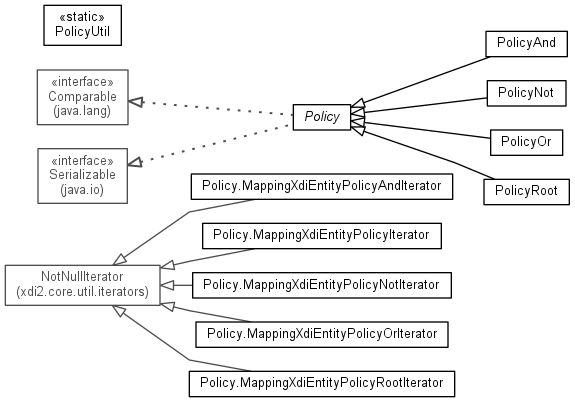 «static»
PolicyUtil
«interface»
Comparable
(java.lang)
«interface»
Serializable
(java.io)
Policy
PolicyAnd
PolicyNot
PolicyOr
PolicyRoot
NotNullIterator
(xdi2.core.util.iterators)
Policy.MappingXdiEntityPolicyAndIterator
Policy.MappingXdiEntityPolicyIterator
Policy.MappingXdiEntityPolicyNotIterator
Policy.MappingXdiEntityPolicyOrIterator
Policy.MappingXdiEntityPolicyRootIterator